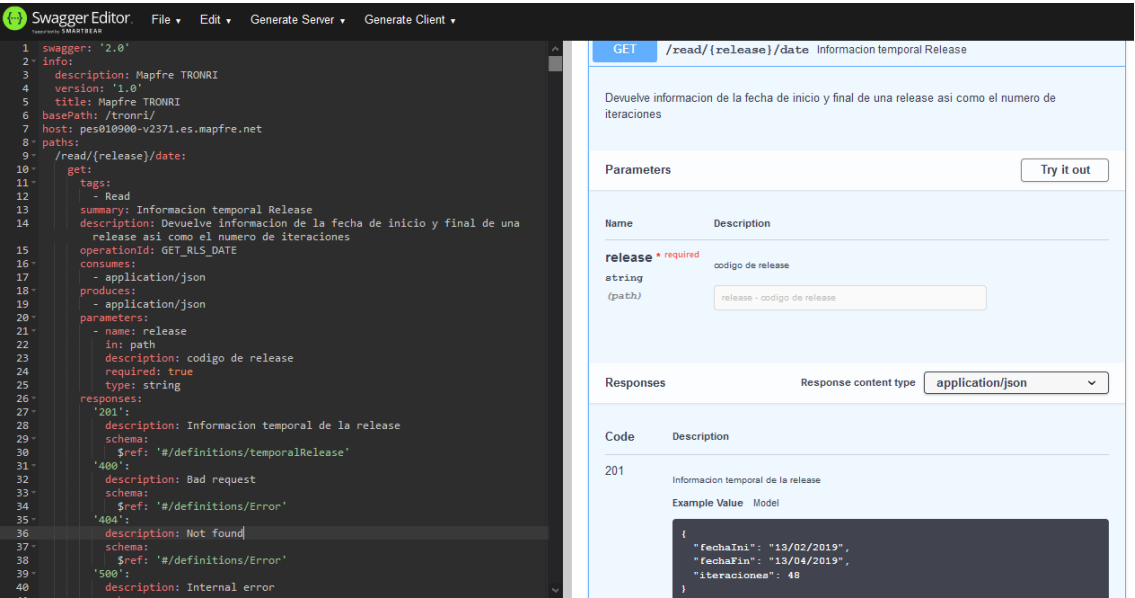 Swagger Editor.
Supported by SMARTBEAR
File ▾ Edit ▾ Generate Server ▾ Generate Client ▾
1 swagger: '2.0'
2 info:
3 description: Mapfre TRONRI
4 version: '1.0'
5 title: Mapfre TRONRI
6 basePath: /tronri/
7 host: pes010900-v2371.es.mapfre.net
8 paths:
9 /read/{release}/date:
10 get:
11 tags:
12 - Read
13 summary: Informacion temporal Release
14 description: Devuelve informacion de la fecha de inicio y final de una
release asi como el numero de iteraciones
15 operationId: GET_RLS_DATE
16 consumes:
17 - application/json
18 produces:
19 - application/json
20 parameters:
21 - name: release
22 in: path
23 description: codigo de release
24 required: true
25 type: string
26 responses:
27 '201':
28 description: Informacion temporal de la release
29 schema:
30 $ref: '#/definitions/temporalRelease'
31 '400':
32 description: Bad request
33 schema:
34 $ref: '#/definitions/Error'
35 '404':
36 description: Not found
37 schema:
38 $ref: '#/definitions/Error'
39 '500':
40 description: Internal error
GET /read/{release}/date Informacion temporal Release
Devuelve informacion de la fecha de inicio y final de una release asi como el numero de
iteraciones
Parameters
Try it out
Name Description
release * required
string
(path)
codigo de release
release - codigo de release
Responses
Response content type application/json
Code Description
201
Informacion temporal de la release
Example Value Model
{
"fechaIni": "13/02/2019",
"fechaFin": "13/04/2019",
"iteraciones": 48
}